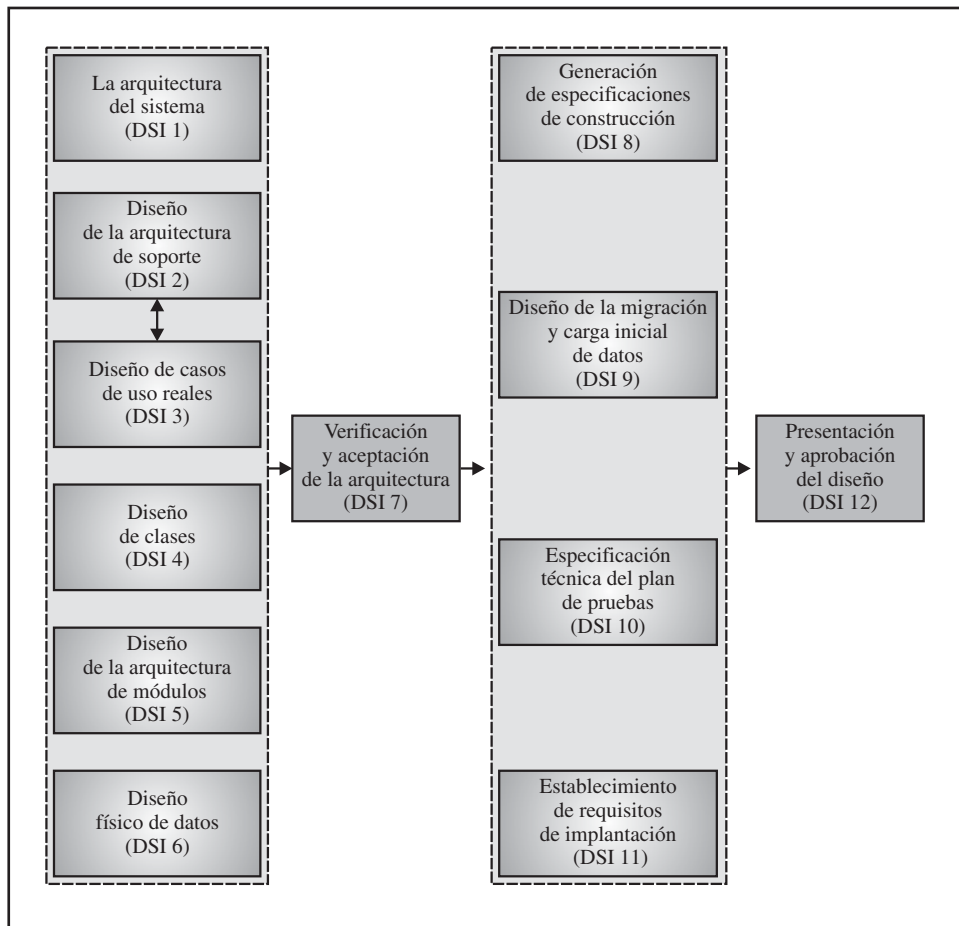 La arquitectura
del sistema
(DSI 1)
Diseño
de la arquitectura
de soporte
(DSI 2)
Diseño de casos
de uso reales
(DSI 3)
Diseño
de clases
(DSI 4)
Diseño
de la arquitectura
de módulos
(DSI 5)
Diseño
físico de datos
(DSI 6)
Verificación
y aceptación
de la arquitectura
(DSI 7)
Generación
de especificaciones
de construcción
(DSI 8)
Diseño de la migración
y carga inicial
de datos
(DSI 9)
Especificación
técnica del plan
de pruebas
(DSI 10)
Establecimiento
de requisitos
de implantación
(DSI 11)
Presentación
y aprobación
del diseño
(DSI 12)